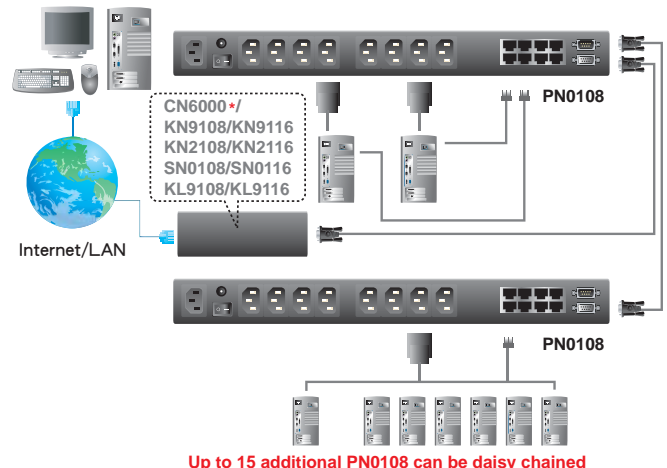 PN0108
CN6000 */
KN9108/KN9116
KN2108/KN2116
SN0108/SN0116
KL9108/KL9116
Internet/LAN
PN0108
Up to 15 additional PN0108 can be daisy chained